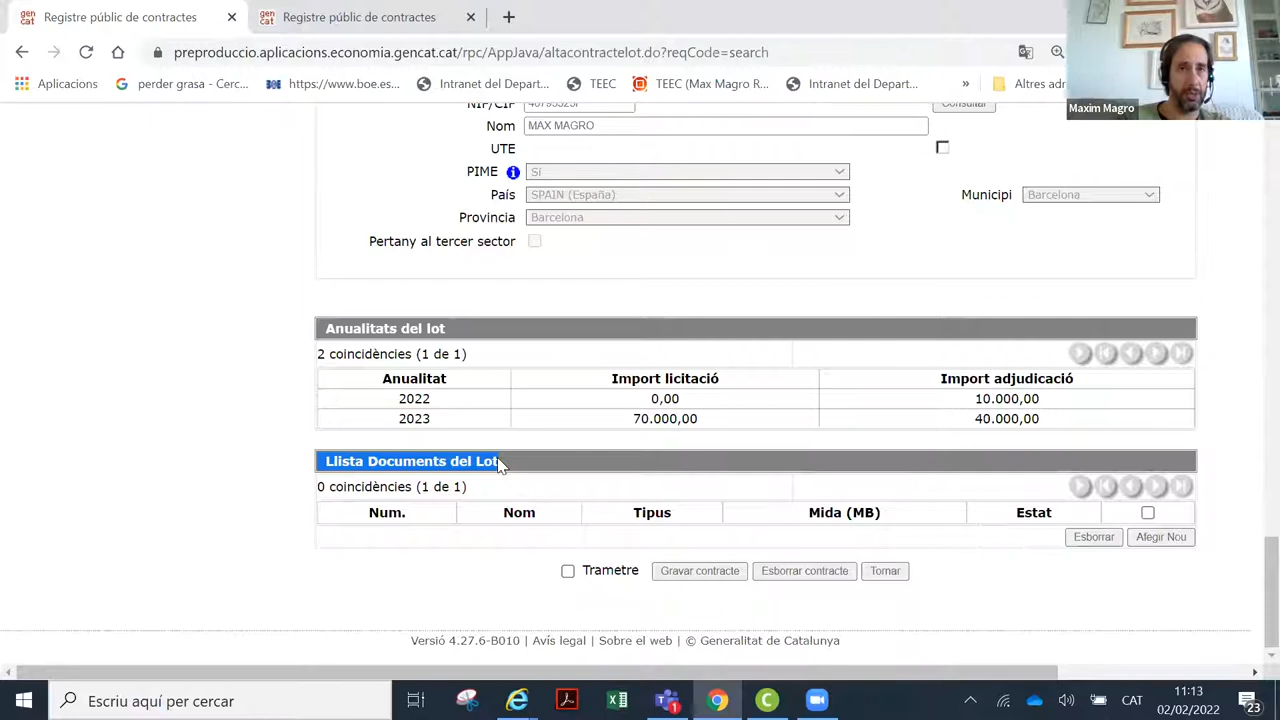 Registre públic de contractes
Registre públic de contractes
preproduccio.aplicacions.economia.gencat.cat/rpc/AppJava/altacontractelot.do?reqCode=search
Aplicacions
perder grasa - Cerc...
https://www.boe.es...
Intranet del Depart...
TEEC
TEEC (Max Magro R...
Intranet del Depart...
»
Altres adr
Maxim Magro
NIF/CIF
Consultar
Nom MAX MAGRO
UTE
PIME Sí
País SPAIN (España) Municipi Barcelona
Provincia Barcelona
Pertany al tercer sector
Anualitats del lot
2 coincidències (1 de 1)
Anualitat Import licitació Import adjudicació
2022 0,00 10.000,00
2023 70.000,00 40.000,00
Llista Documents del Lot
0 coincidències (1 de 1)
Num. Nom Tipus Mida (MB) Estat
Esborrar Afegir Nou
Trametre Gravar contracte Esborrar contracte Tornar
Versió 4.27.6-B010 | Avís legal | Sobre el web | © Generalitat de Catalunya
Escriu aquí per cercar
CAT
11:13
02/02/2022
23